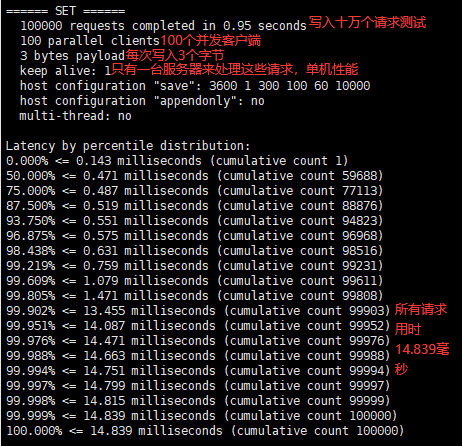 ====== SET ======
100000 requests completed in 0.95 seconds写入十万个请求测试
100 parallel clients100个并发客户端
3 bytes payload每次写入3个字节
keep alive: 1只有一台服务器来处理这些请求，单机性能
host configuration "save": 3600 1 300 100 60 10000
host configuration "appendonly": no
multi-thread: no
Latency by percentile distribution:
0.000% <= 0.143 milliseconds (cumulative count 1)
50.000% <= 0.471 milliseconds (cumulative count 59688)
75.000% <= 0.487 milliseconds (cumulative count 77113)
87.500% <= 0.519 milliseconds (cumulative count 88876)
93.750% <= 0.551 milliseconds (cumulative count 94823)
96.875% <= 0.575 milliseconds (cumulative count 96968)
98.438% <= 0.631 milliseconds (cumulative count 98516)
99.219% <= 0.759 milliseconds (cumulative count 99231)
99.609% <= 1.079 milliseconds (cumulative count 99611)
99.805% <= 1.471 milliseconds (cumulative count 99808)
99.902% <= 13.455 milliseconds (cumulative count 99903)所有请求
99.951% <= 14.087 milliseconds (cumulative count 99952)用时
99.976% <= 14.471 milliseconds (cumulative count 99976)14.839毫
99.988% <= 14.663 milliseconds (cumulative count 99988)秒
99.994% <= 14.751 milliseconds (cumulative count 99994)
99.997% <= 14.799 milliseconds (cumulative count 99997)
99.998% <= 14.815 milliseconds (cumulative count 99999)
99.999% <= 14.839 milliseconds (cumulative count 100000)
100.000% <= 14.839 milliseconds (cumulative count 100000)